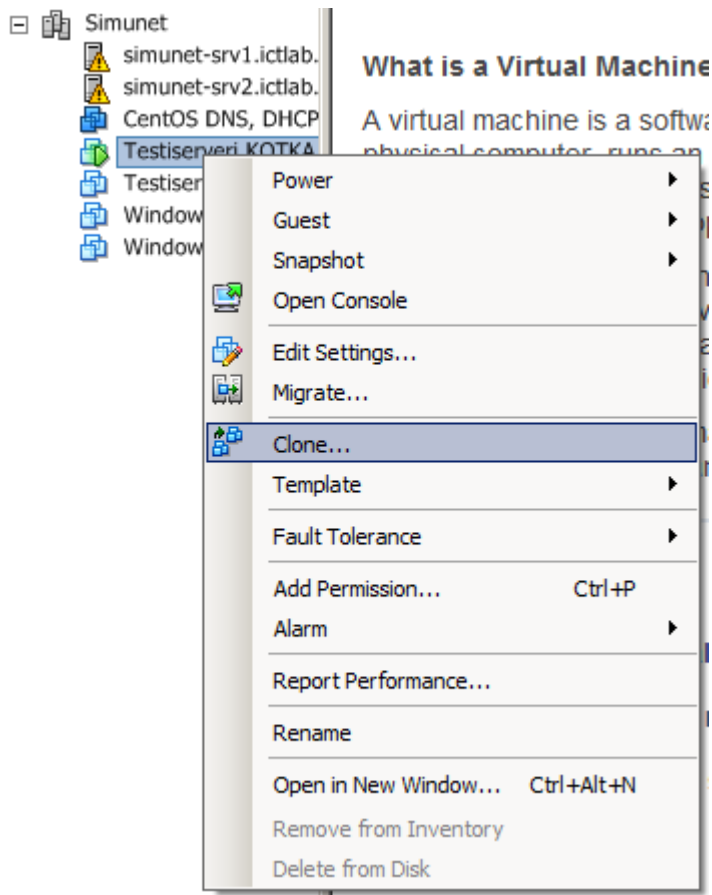 Simunet
simunet-srv1.ictlab.
simunet-srv2.ictlab.
CentOS DNS, DHCP
Testiserveri KOTKA
Testiser
Window
Window
What is a Virtual Machine
A virtual machine is a softwa
physical computer, runs an
Power
Guest
Snapshot
Open Console
Edit Settings...
Migrate...
Clone...
Template
Fault Tolerance
Add Permission... Ctrl+P
Alarm
Report Performance...
Rename
Open in New Window... Ctrl+Alt+N
Remove from Inventory
Delete from Disk